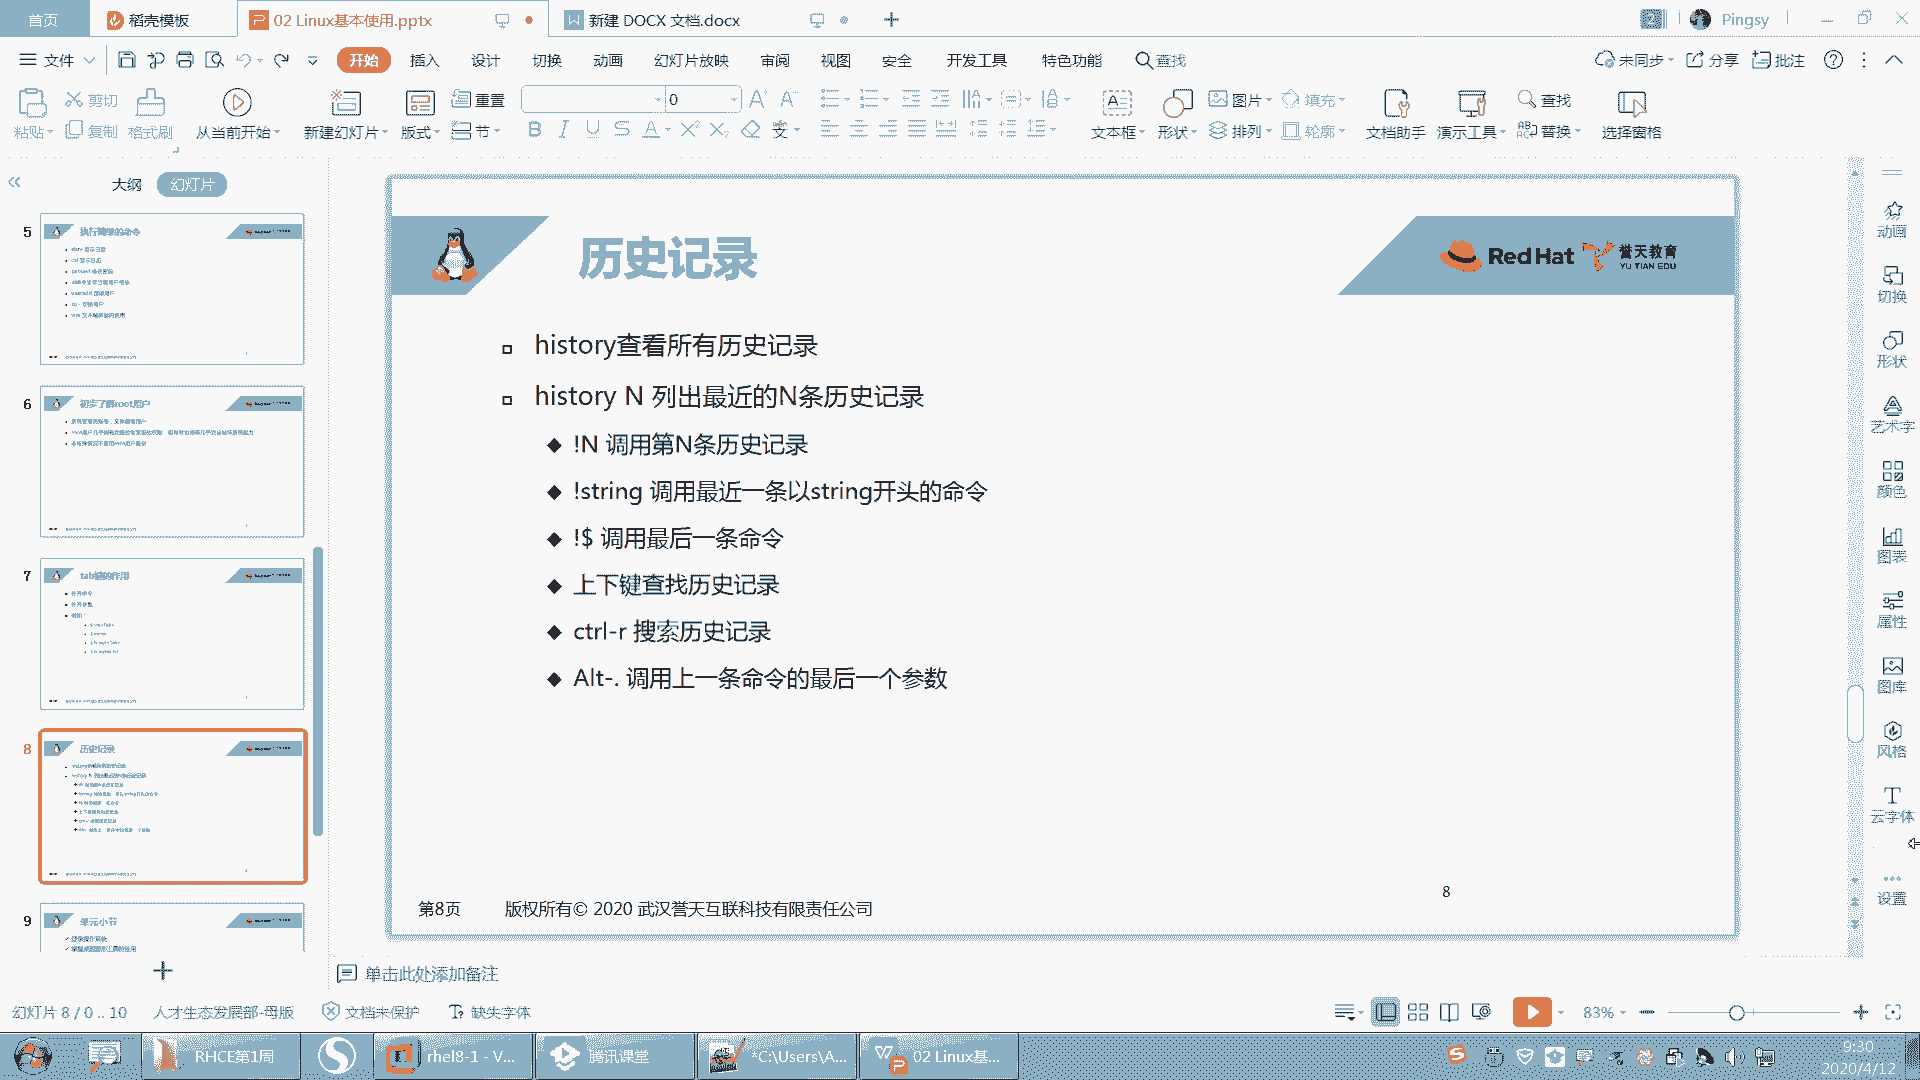 首页 稻壳模板 02 Linux基本使用.pptx 新建 DOCX 文档.docx Pingsy
文件 开始 插入 设计 切换 动画 幻灯片放映 审阅 视图 安全 开发工具 特色功能 查找 未同步 分享 批注
粘贴 剪切 复制 格式刷 从当前开始 新建幻灯片 版式 重置 节 0 文本框 形状 图片 排列 填充 轮廓 文档助手 演示工具 查找 替换 选择窗格
大纲 幻灯片
5 执行简单的命令
6 初步了解root用户
7 tab键的作用
8 历史记录
9 单元小节
登录操作系统
历史记录
RedHat 誉天教育
YU TIAN EDU
history查看所有历史记录
history N 列出最近的N条历史记录
!N 调用第N条历史记录
!string 调用最近一条以string开头的命令
!$ 调用最后一条命令
上下键查找历史记录
ctrl-r 搜索历史记录
Alt-. 调用上一条命令的最后一个参数
8
第8页 版权所有© 2020 武汉誉天互联科技有限责任公司
动画
切换
形状
艺术字
颜色
图表
属性
图库
风格
云字体
设置
单击此处添加备注
幻灯片 8 / 0 .. 10 人才生态发展部-母版 文档未保护 缺失字体 83%
RHCE第1周 rhel8-1 - V... 腾讯课堂 *C:\Users\A... 02 Linux基... 9:30
2020/4/12